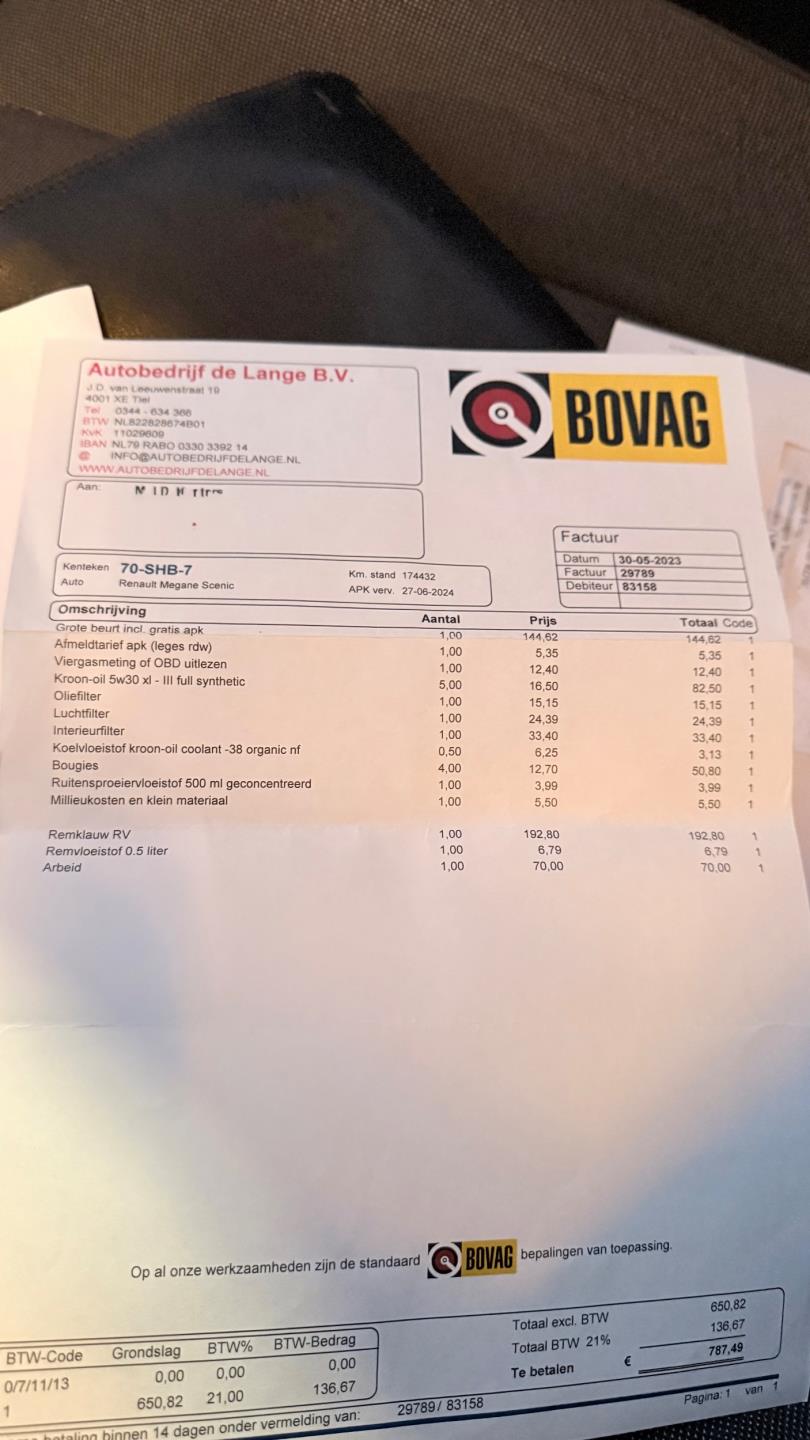 Autobedrijf de Lange B.V.
J.D. van Leeuwenstraat 19
4001 XE Tiel
Tel 0344 - 634 366
BTW NL822828674B01
KvK 11029609
IBAN NL79 RABO 0330 3392 14
@ INFO@AUTOBEDRIJFDELANGE.NL
WWW.AUTOBEDRIJFDELANGE.NL
BOVAG
Aan:
Factuur
Datum 30-05-2023
Factuur 29789
Debiteur 83158
Kenteken 70-SHB-7 Km. stand 174432
Auto Renault Megane Scenic APK verv. 27-06-2024
Omschrijving Aantal Prijs Totaal Code
Grote beurt incl. gratis apk 1,00 144,62 144,62 1
Afmeldtarief apk (leges rdw) 1,00 5,35 5,35 1
Viergasmeting of OBD uitlezen 1,00 12,40 12,40 1
Kroon-oil 5w30 xl - III full synthetic 5,00 16,50 82,50 1
Oliefilter 1,00 15,15 15,15 1
Luchtfilter 1,00 24,39 24,39 1
Interieurfilter 1,00 33,40 33,40 1
Koelvloeistof kroon-oil coolant -38 organic nf 0,50 6,25 3,13 1
Bougies 4,00 12,70 50,80 1
Ruitensproeiervloeistof 500 ml geconcentreerd 1,00 3,99 3,99 1
Millieukosten en klein materiaal 1,00 5,50 5,50 1
Remklauw RV 1,00 192,80 192,80 1
Remvloeistof 0.5 liter 1,00 6,79 6,79 1
Arbeid 1,00 70,00 70,00 1
Op al onze werkzaamheden zijn de standaard BOVAG bepalingen van toepassing.
BTW-Code Grondslag BTW% BTW-Bedrag
0/7/11/13 0,00 0,00 0,00
1 650,82 21,00 136,67
Totaal excl. BTW 650,82
Totaal BTW 21% 136,67
Te betalen € 787,49
betaling binnen 14 dagen onder vermelding van: 29789/ 83158
Pagina: 1 van 1